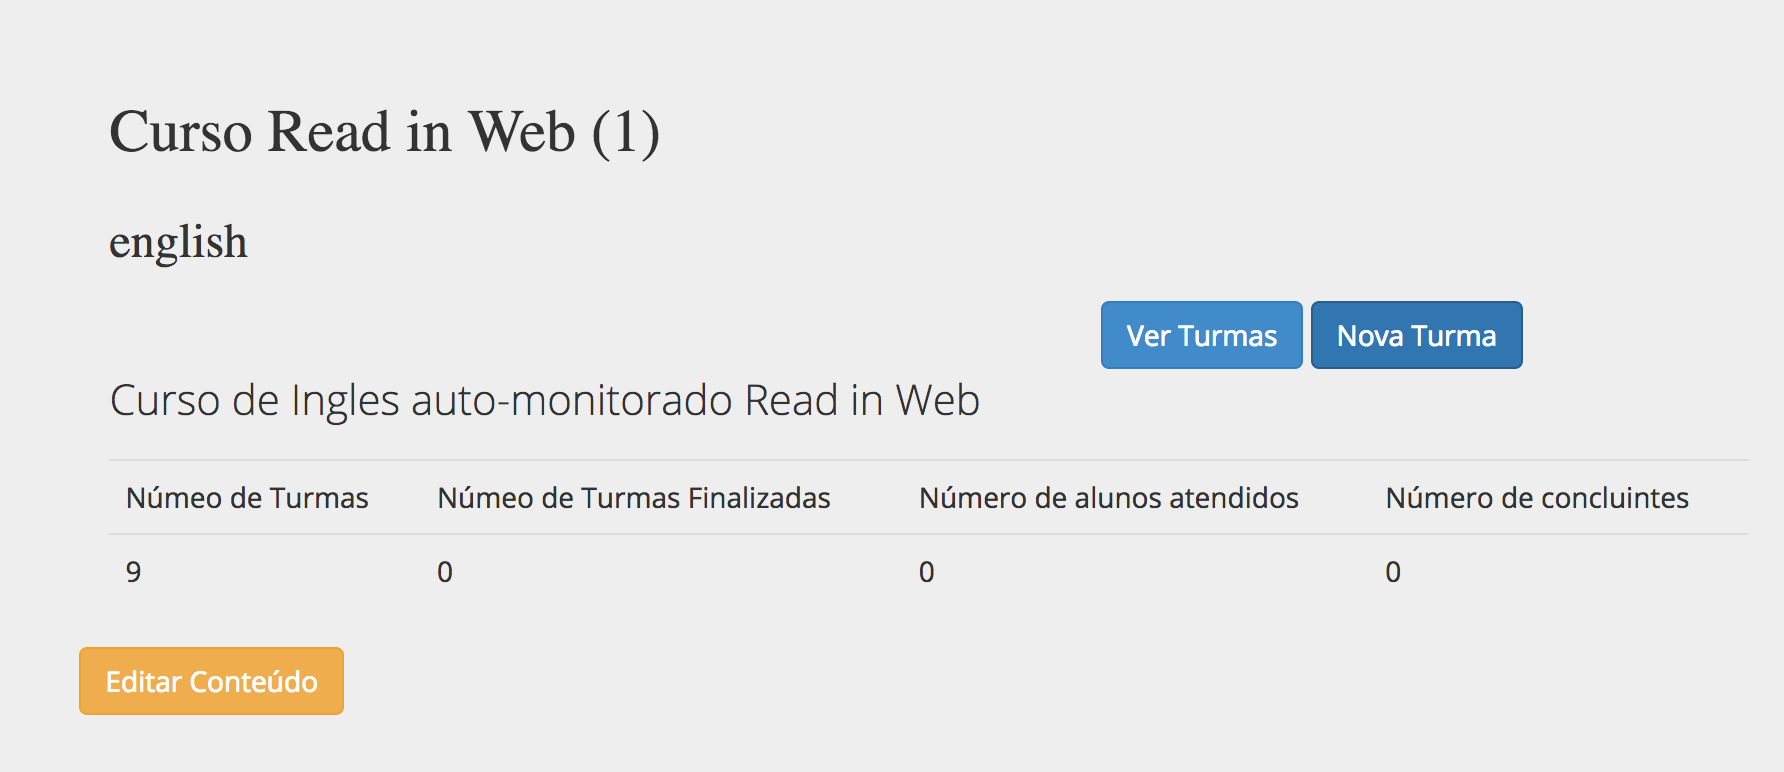 Curso Read in Web (1)
english
Ver Turmas Nova Turma
Curso de Ingles auto-monitorado Read in Web
Númeo de Turmas Númeo de Turmas Finalizadas Número de alunos atendidos Número de concluintes
9 0 0 0
Editar Conteúdo